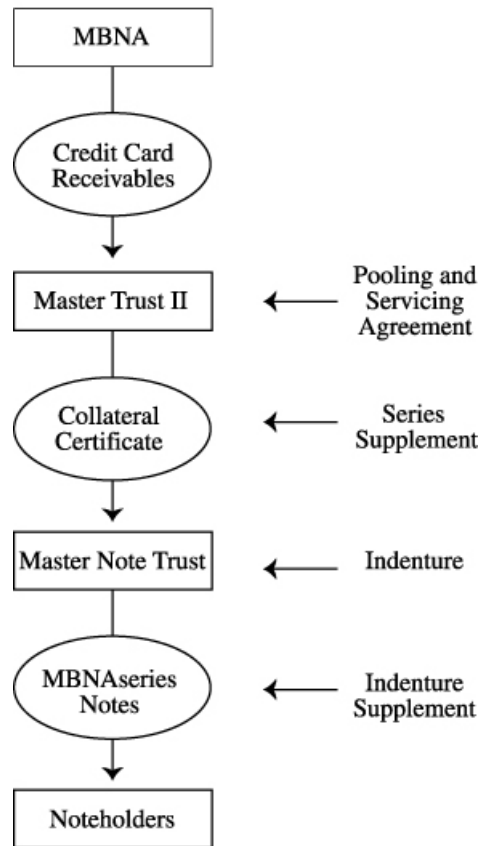 MBNA
Credit Card
Receivables
Master Trust II
Pooling and
Servicing
Agreement
Collateral
Certificate
Series
Supplement
Master Note Trust
Indenture
MBNAseries
Notes
Indenture
Supplement
Noteholders